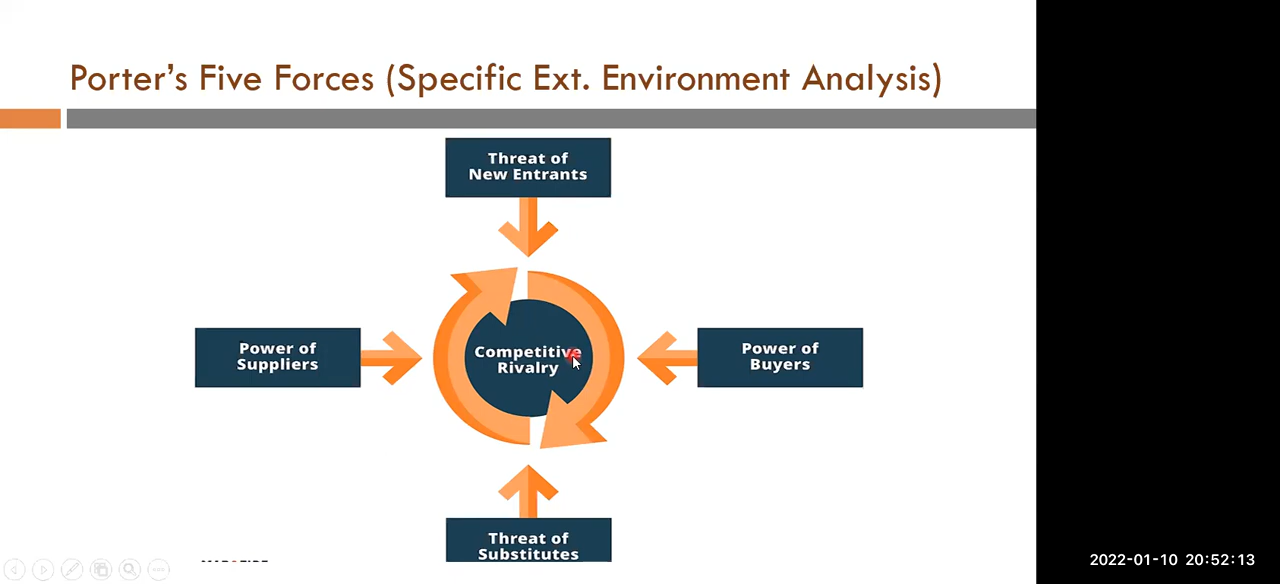 Porter's Five Forces (Specific Ext. Environment Analysis)
Threat of
New Entrants
Power of
Suppliers
Competitive
Rivalry
Power of
Buyers
Threat of
Substitutes
2022-01-10 20:52:13